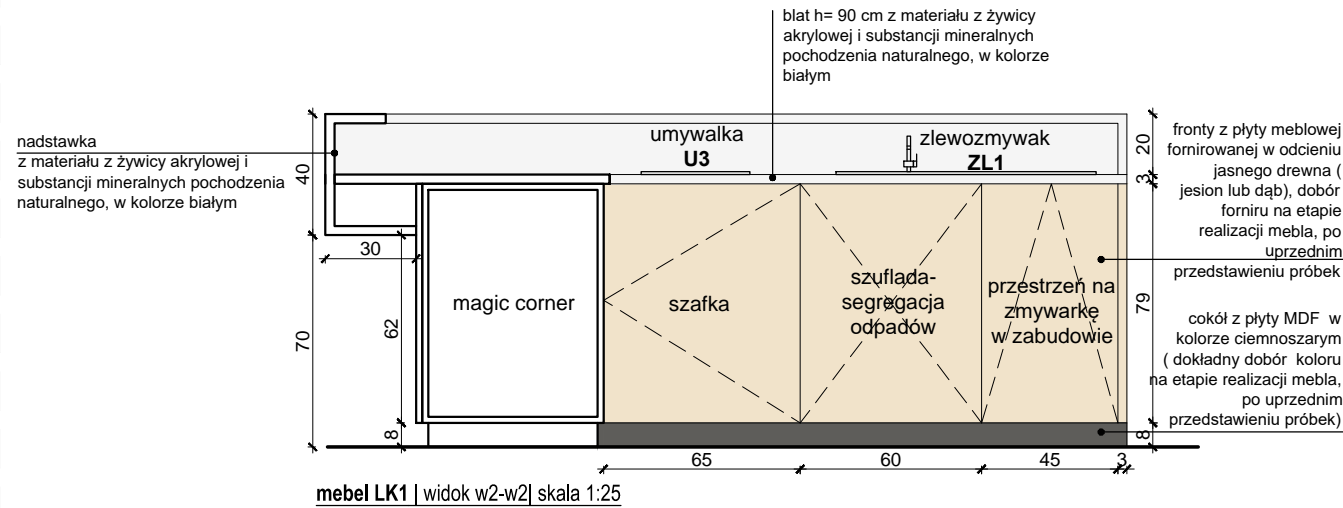 blat h= 90 cm z materiału z żywicy
akrylowej i substancji mineralnych
pochodzenia naturalnego, w kolorze
białym
nadstawka
z materiału z żywicy akrylowej i
substancji mineralnych pochodzenia
naturalnego, w kolorze białym
40
30
70
62
8
umywalka
U3
zlewozmywak
ZL1
magic corner
szafka
szuflada-
segregacja
odpadów
przestrzeń na
zmywarkę
w zabudowie
20
3
79
8
fronty z płyty meblowej
fornirowanej w odcieniu
jasnego drewna (
jesion lub dąb), dobór
forniru na etapie
realizacji mebla, po
uprzednim
przedstawieniu próbek
cokół z płyty MDF w
kolorze ciemnoszarym
( dokładny dobór koloru
na etapie realizacji mebla,
po uprzednim
przedstawieniu próbek)
65
60
45
3
mebel LK1 | widok w2-w2| skala 1:25